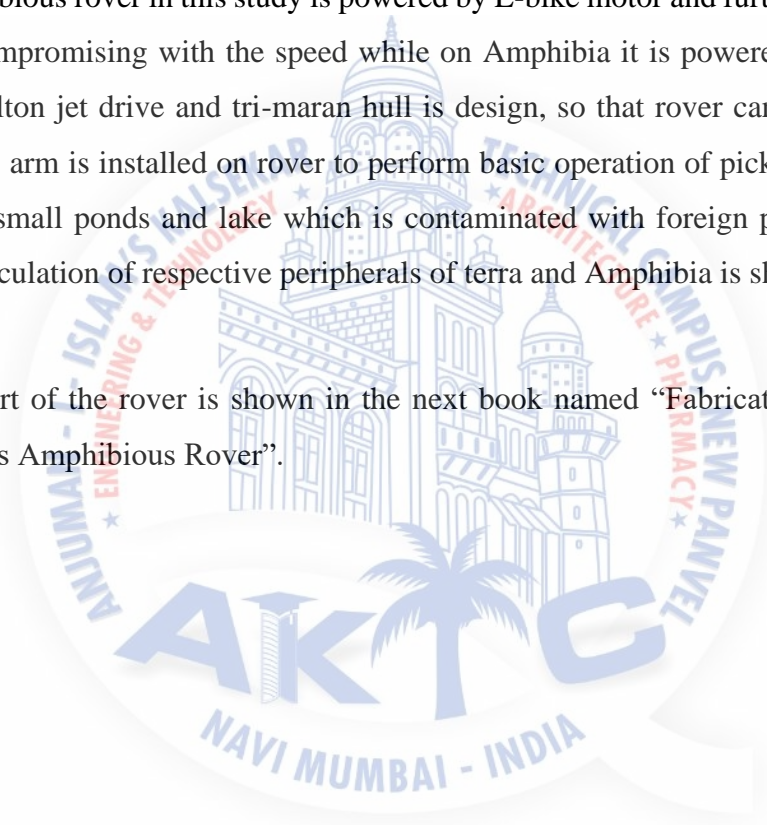 bious rover in this study is powered by E-bike motor and furt
mpromising with the speed while on Amphibia it is powere
lton jet drive and tri-maran hull is design, so that rover car
arm is installed on rover to perform basic operation of pick
small ponds and lake which is contaminated with foreign p
culation of respective peripherals of terra and Amphibia is sl
rt of the rover is shown in the next book named “Fabricat
s Amphibious Rover”.
ANJUMAN - I - ISLAM'S KALSEKAR TECHNICAL CAMPUS NEW PANVEL
ENGINEERING & TECHNOLOGY ★ ARCHITECTURE ★ PHARMACY ★
AKTC
NAVI MUMBAI - INDIA